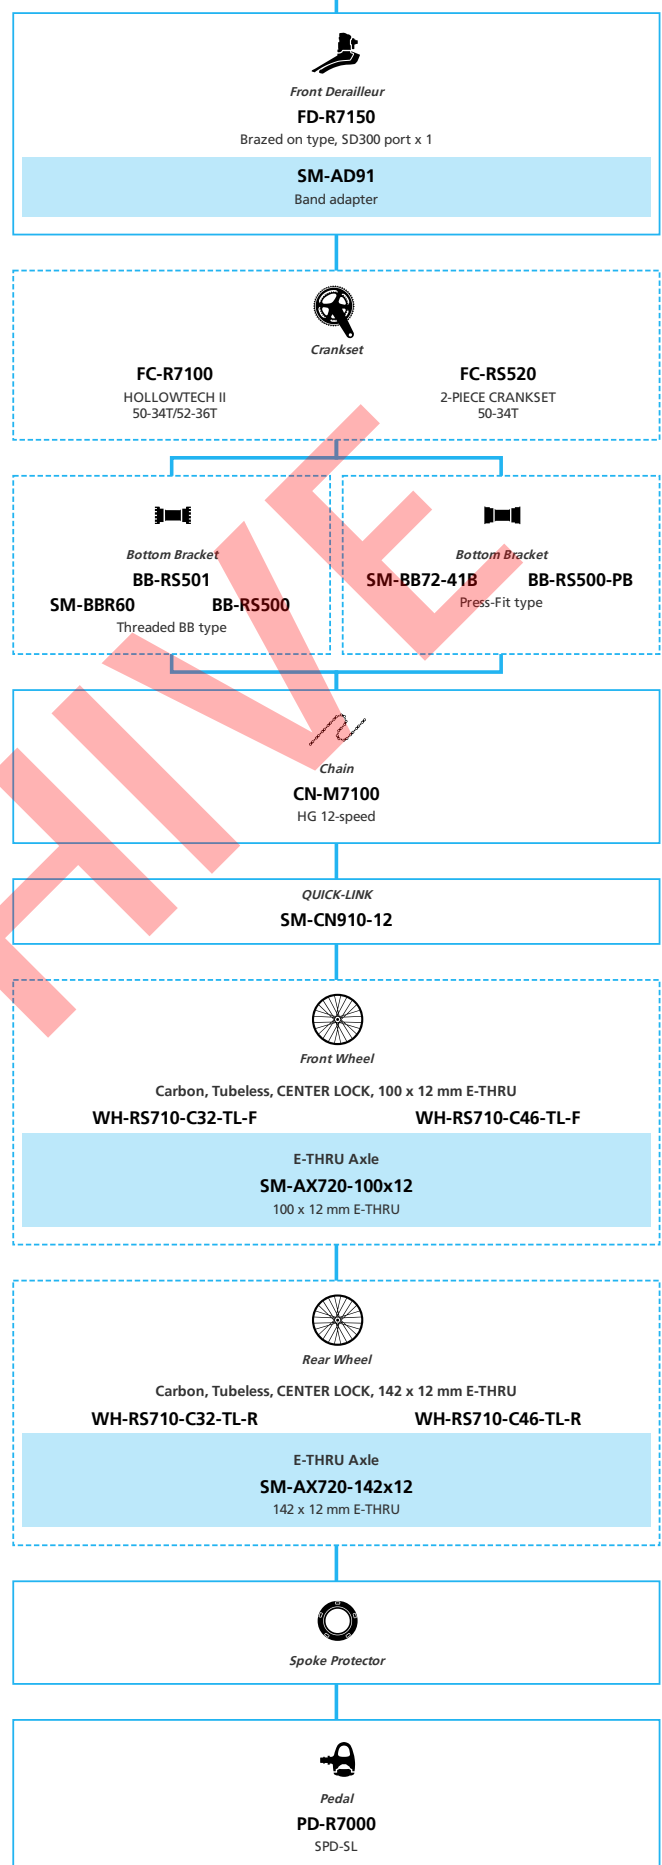 Front Derailleur
FD-R7150
Brazed on type, SD300 port x 1
SM-AD91
Band adapter
Crankset
FC-R7100
HOLLOWTECH II
50-34T/52-36T
FC-RS520
2-PIECE CRANKSET
50-34T
Bottom Bracket
BB-RS501
SM-BBR60 BB-RS500
Threaded BB type
Bottom Bracket
SM-BB72-41B BB-RS500-PB
Press-Fit type
Chain
CN-M7100
HG 12-speed
QUICK-LINK
SM-CN910-12
Front Wheel
Carbon, Tubeless, CENTER LOCK, 100 x 12 mm E-THRU
WH-RS710-C32-TL-F WH-RS710-C46-TL-F
E-THRU Axle
SM-AX720-100x12
100 x 12 mm E-THRU
Rear Wheel
Carbon, Tubeless, CENTER LOCK, 142 x 12 mm E-THRU
WH-RS710-C32-TL-R WH-RS710-C46-TL-R
E-THRU Axle
SM-AX720-142x12
142 x 12 mm E-THRU
Spoke Protector
Pedal
PD-R7000
SPD-SL
HIVE